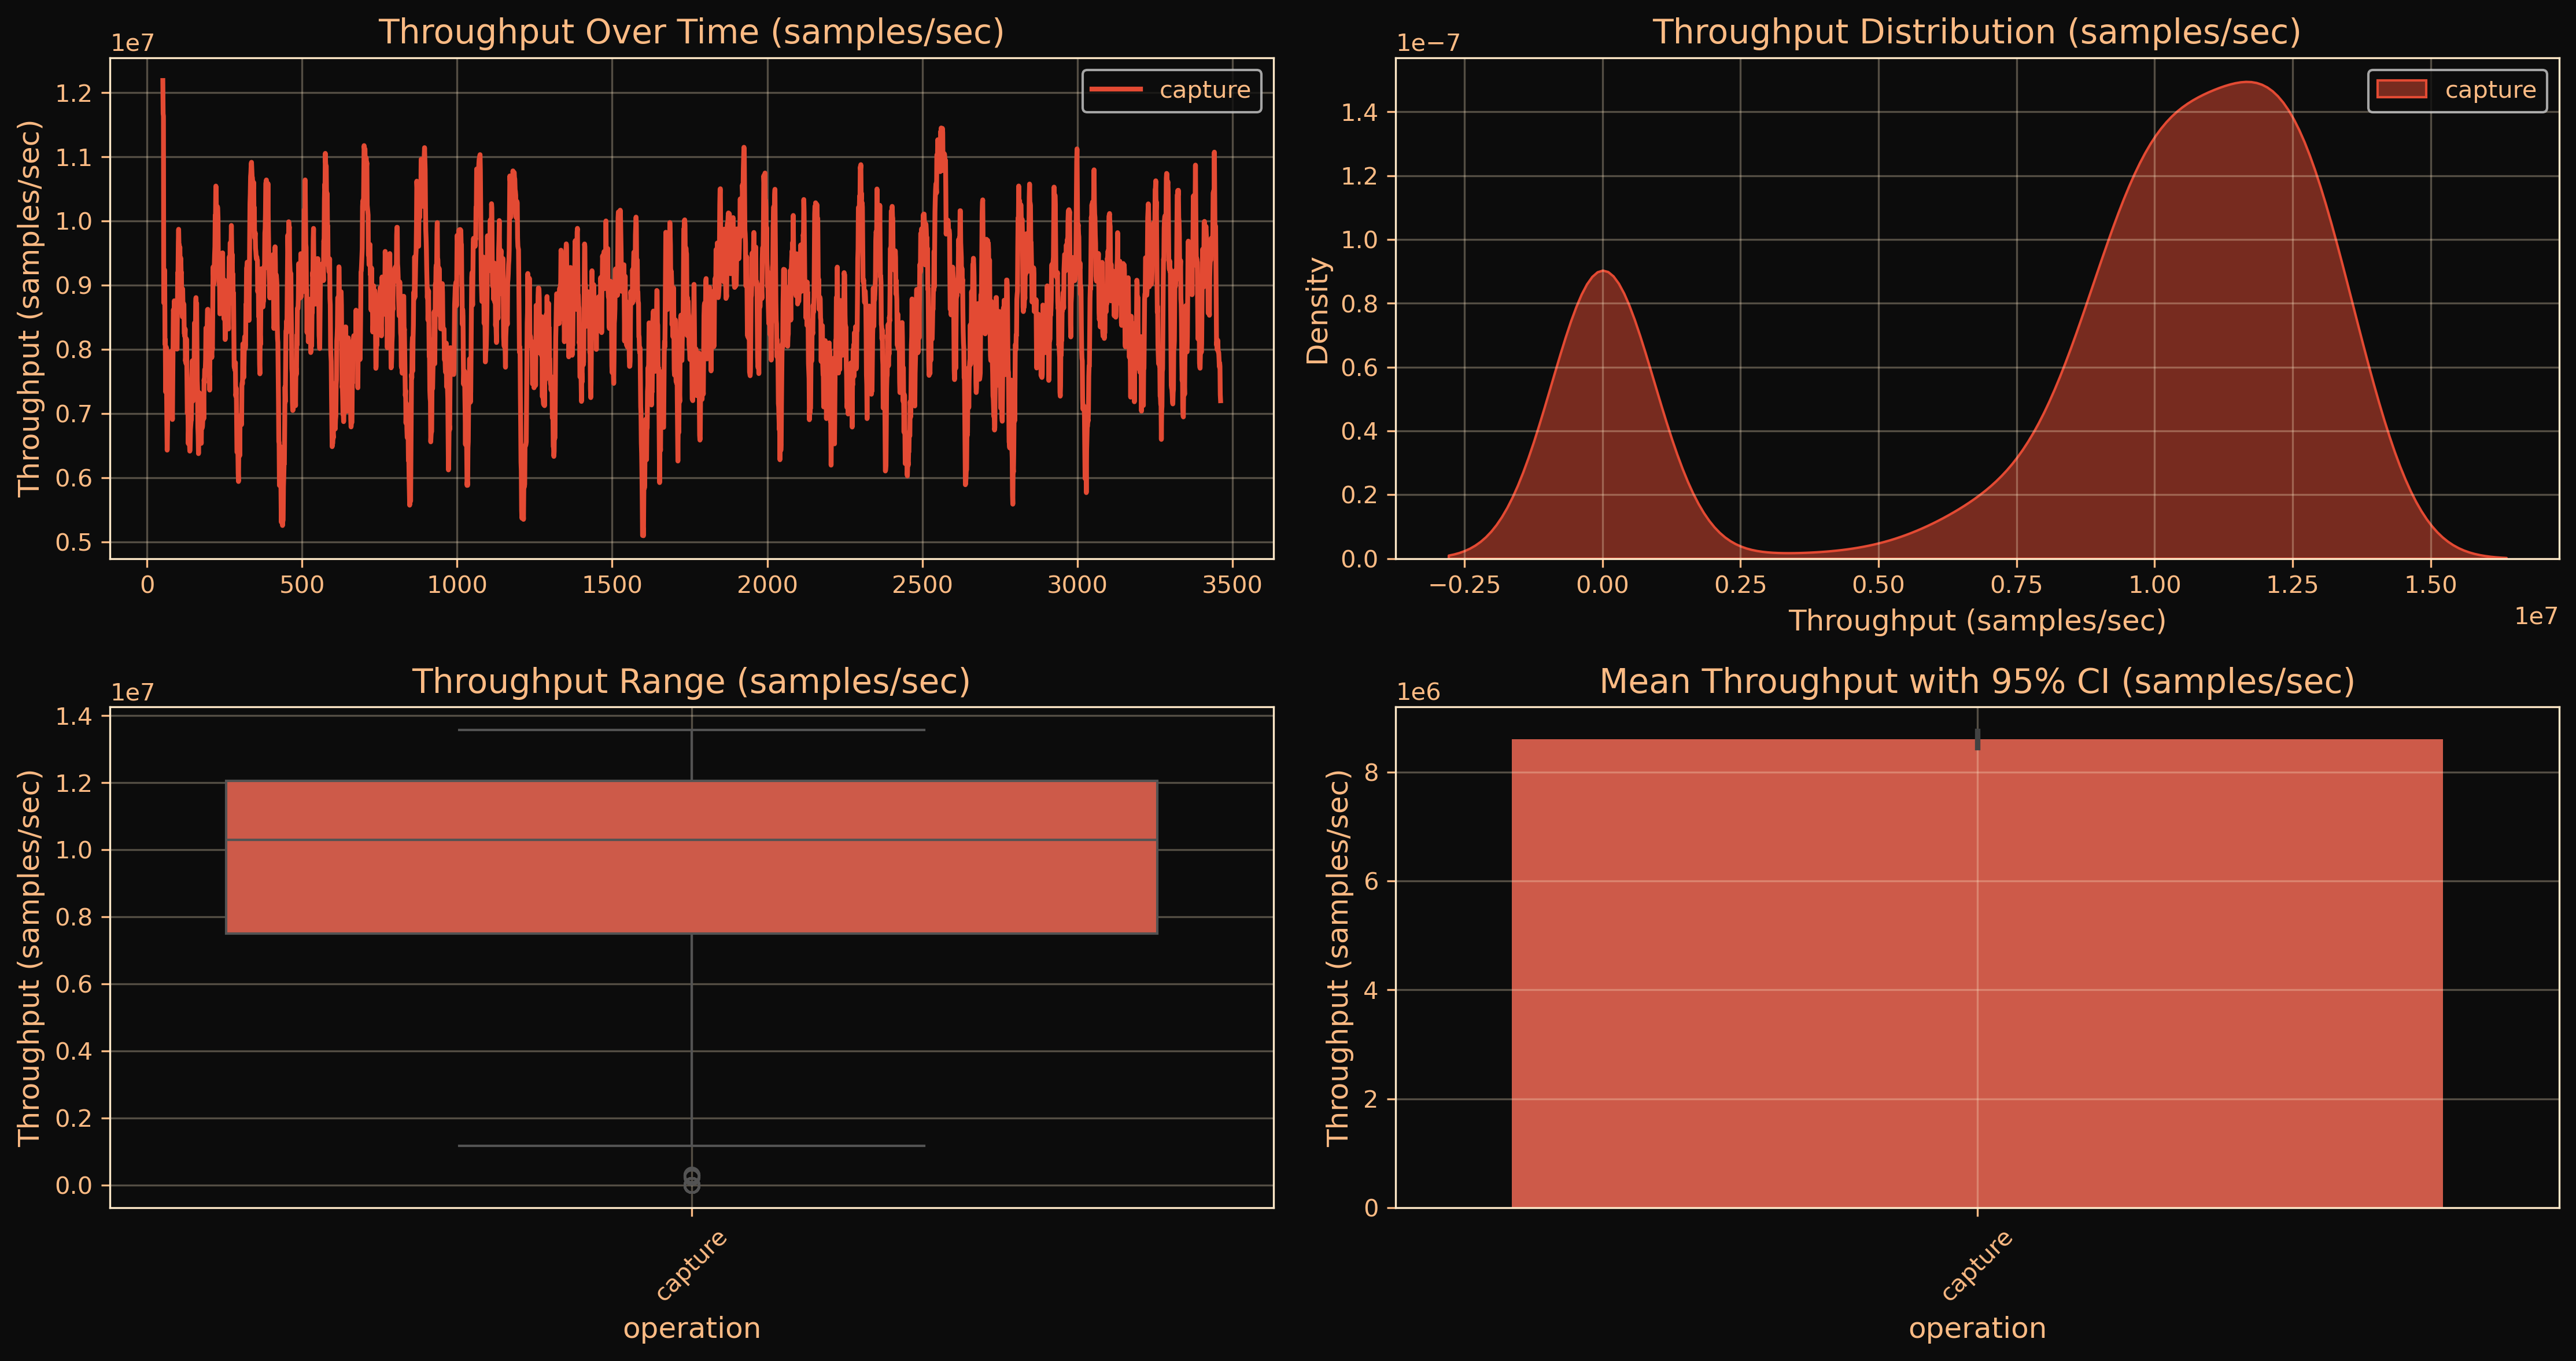 Throughput Over Time (samples/sec)
1e7
capture
Throughput (samples/sec)
1.2
1.1
1.0
0.9
0.8
0.7
0.6
0.5
0 500 1000 1500 2000 2500 3000 3500
Throughput Distribution (samples/sec)
1e−7
capture
Density
1.4
1.2
1.0
0.8
0.6
0.4
0.2
0.0
−0.25 0.00 0.25 0.50 0.75 1.00 1.25 1.50
1e7
Throughput (samples/sec)
Throughput Range (samples/sec)
1e7
Throughput (samples/sec)
1.4
1.2
1.0
0.8
0.6
0.4
0.2
0.0
capture
operation
Mean Throughput with 95% CI (samples/sec)
1e6
Throughput (samples/sec)
8
6
4
2
0
capture
operation